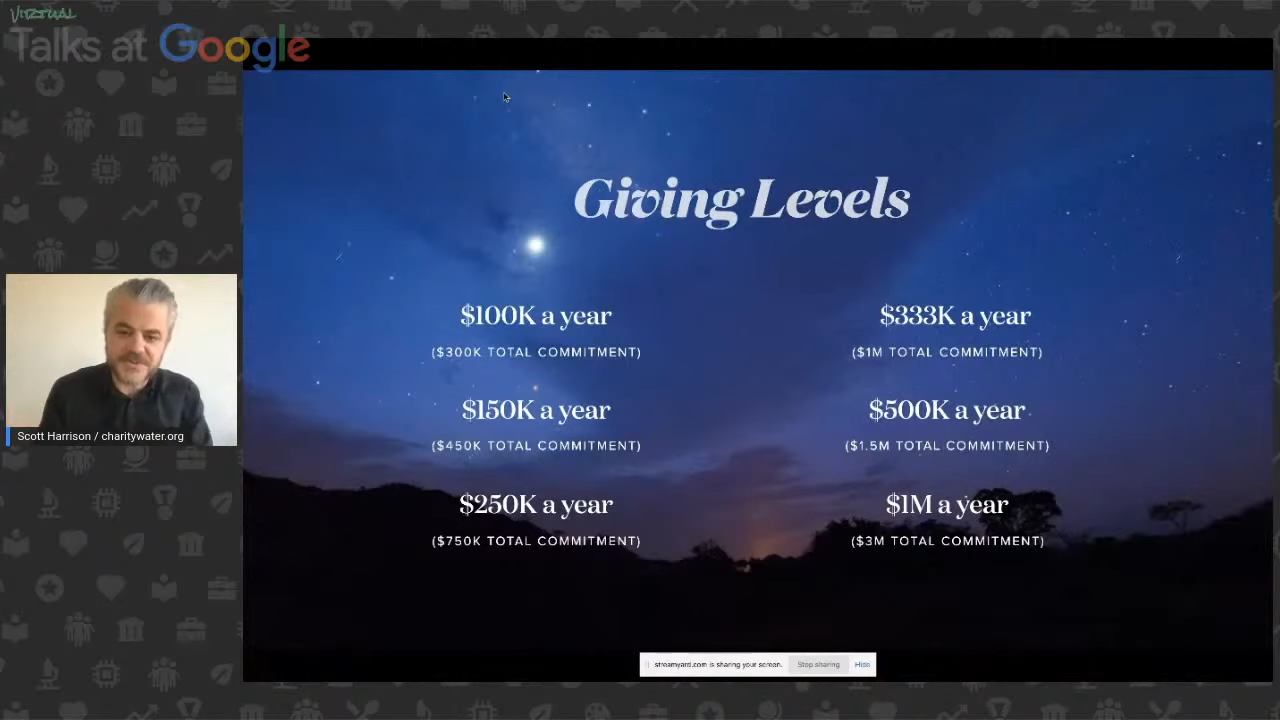 VIRTUAL
Talks at Google
Giving Levels
$100K a year
($300K TOTAL COMMITMENT)
$150K a year
($450K TOTAL COMMITMENT)
$250K a year
($750K TOTAL COMMITMENT)
$333K a year
($1M TOTAL COMMITMENT)
$500K a year
($1.5M TOTAL COMMITMENT)
$1M a year
($3M TOTAL COMMITMENT)
Scott Harrison / charitywater.org
streamyard.com is sharing your screen. Stop sharing Hide